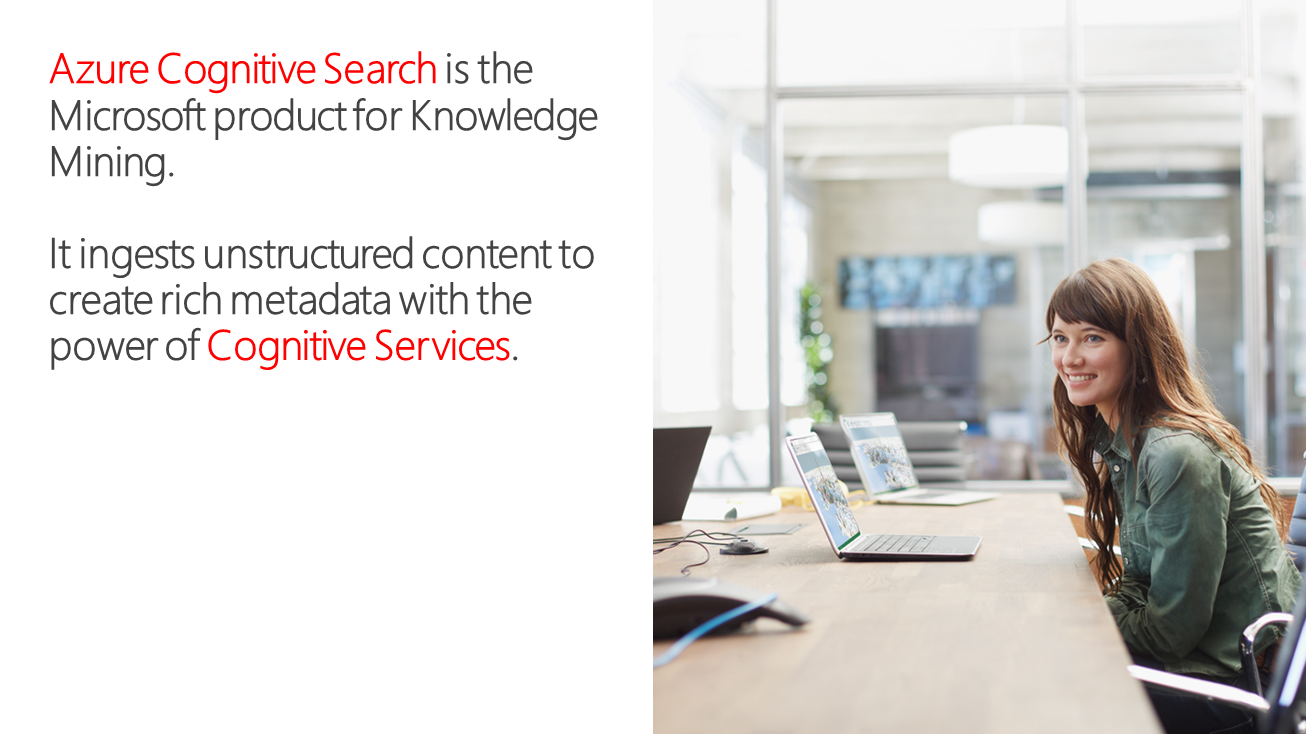 Azure Cognitive Search is the
Microsoft product for Knowledge
Mining.
It ingests unstructured content to
create rich metadata with the
power of Cognitive Services.